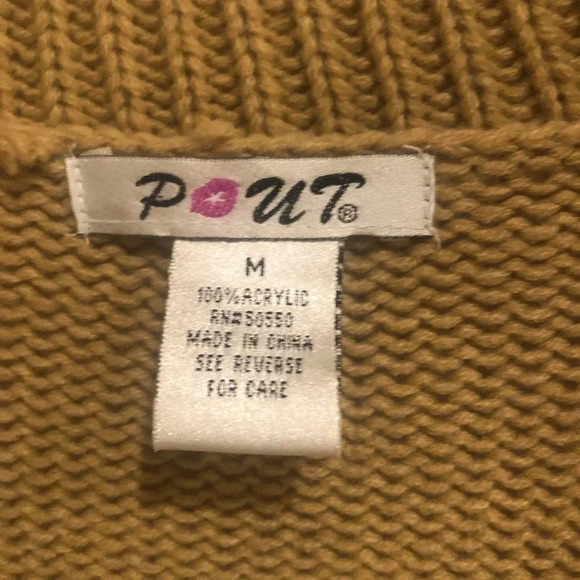 POUT®
M
100% ACRYLIC
RN# 50550
MADE IN CHINA
SEE REVERSE
FOR CARE